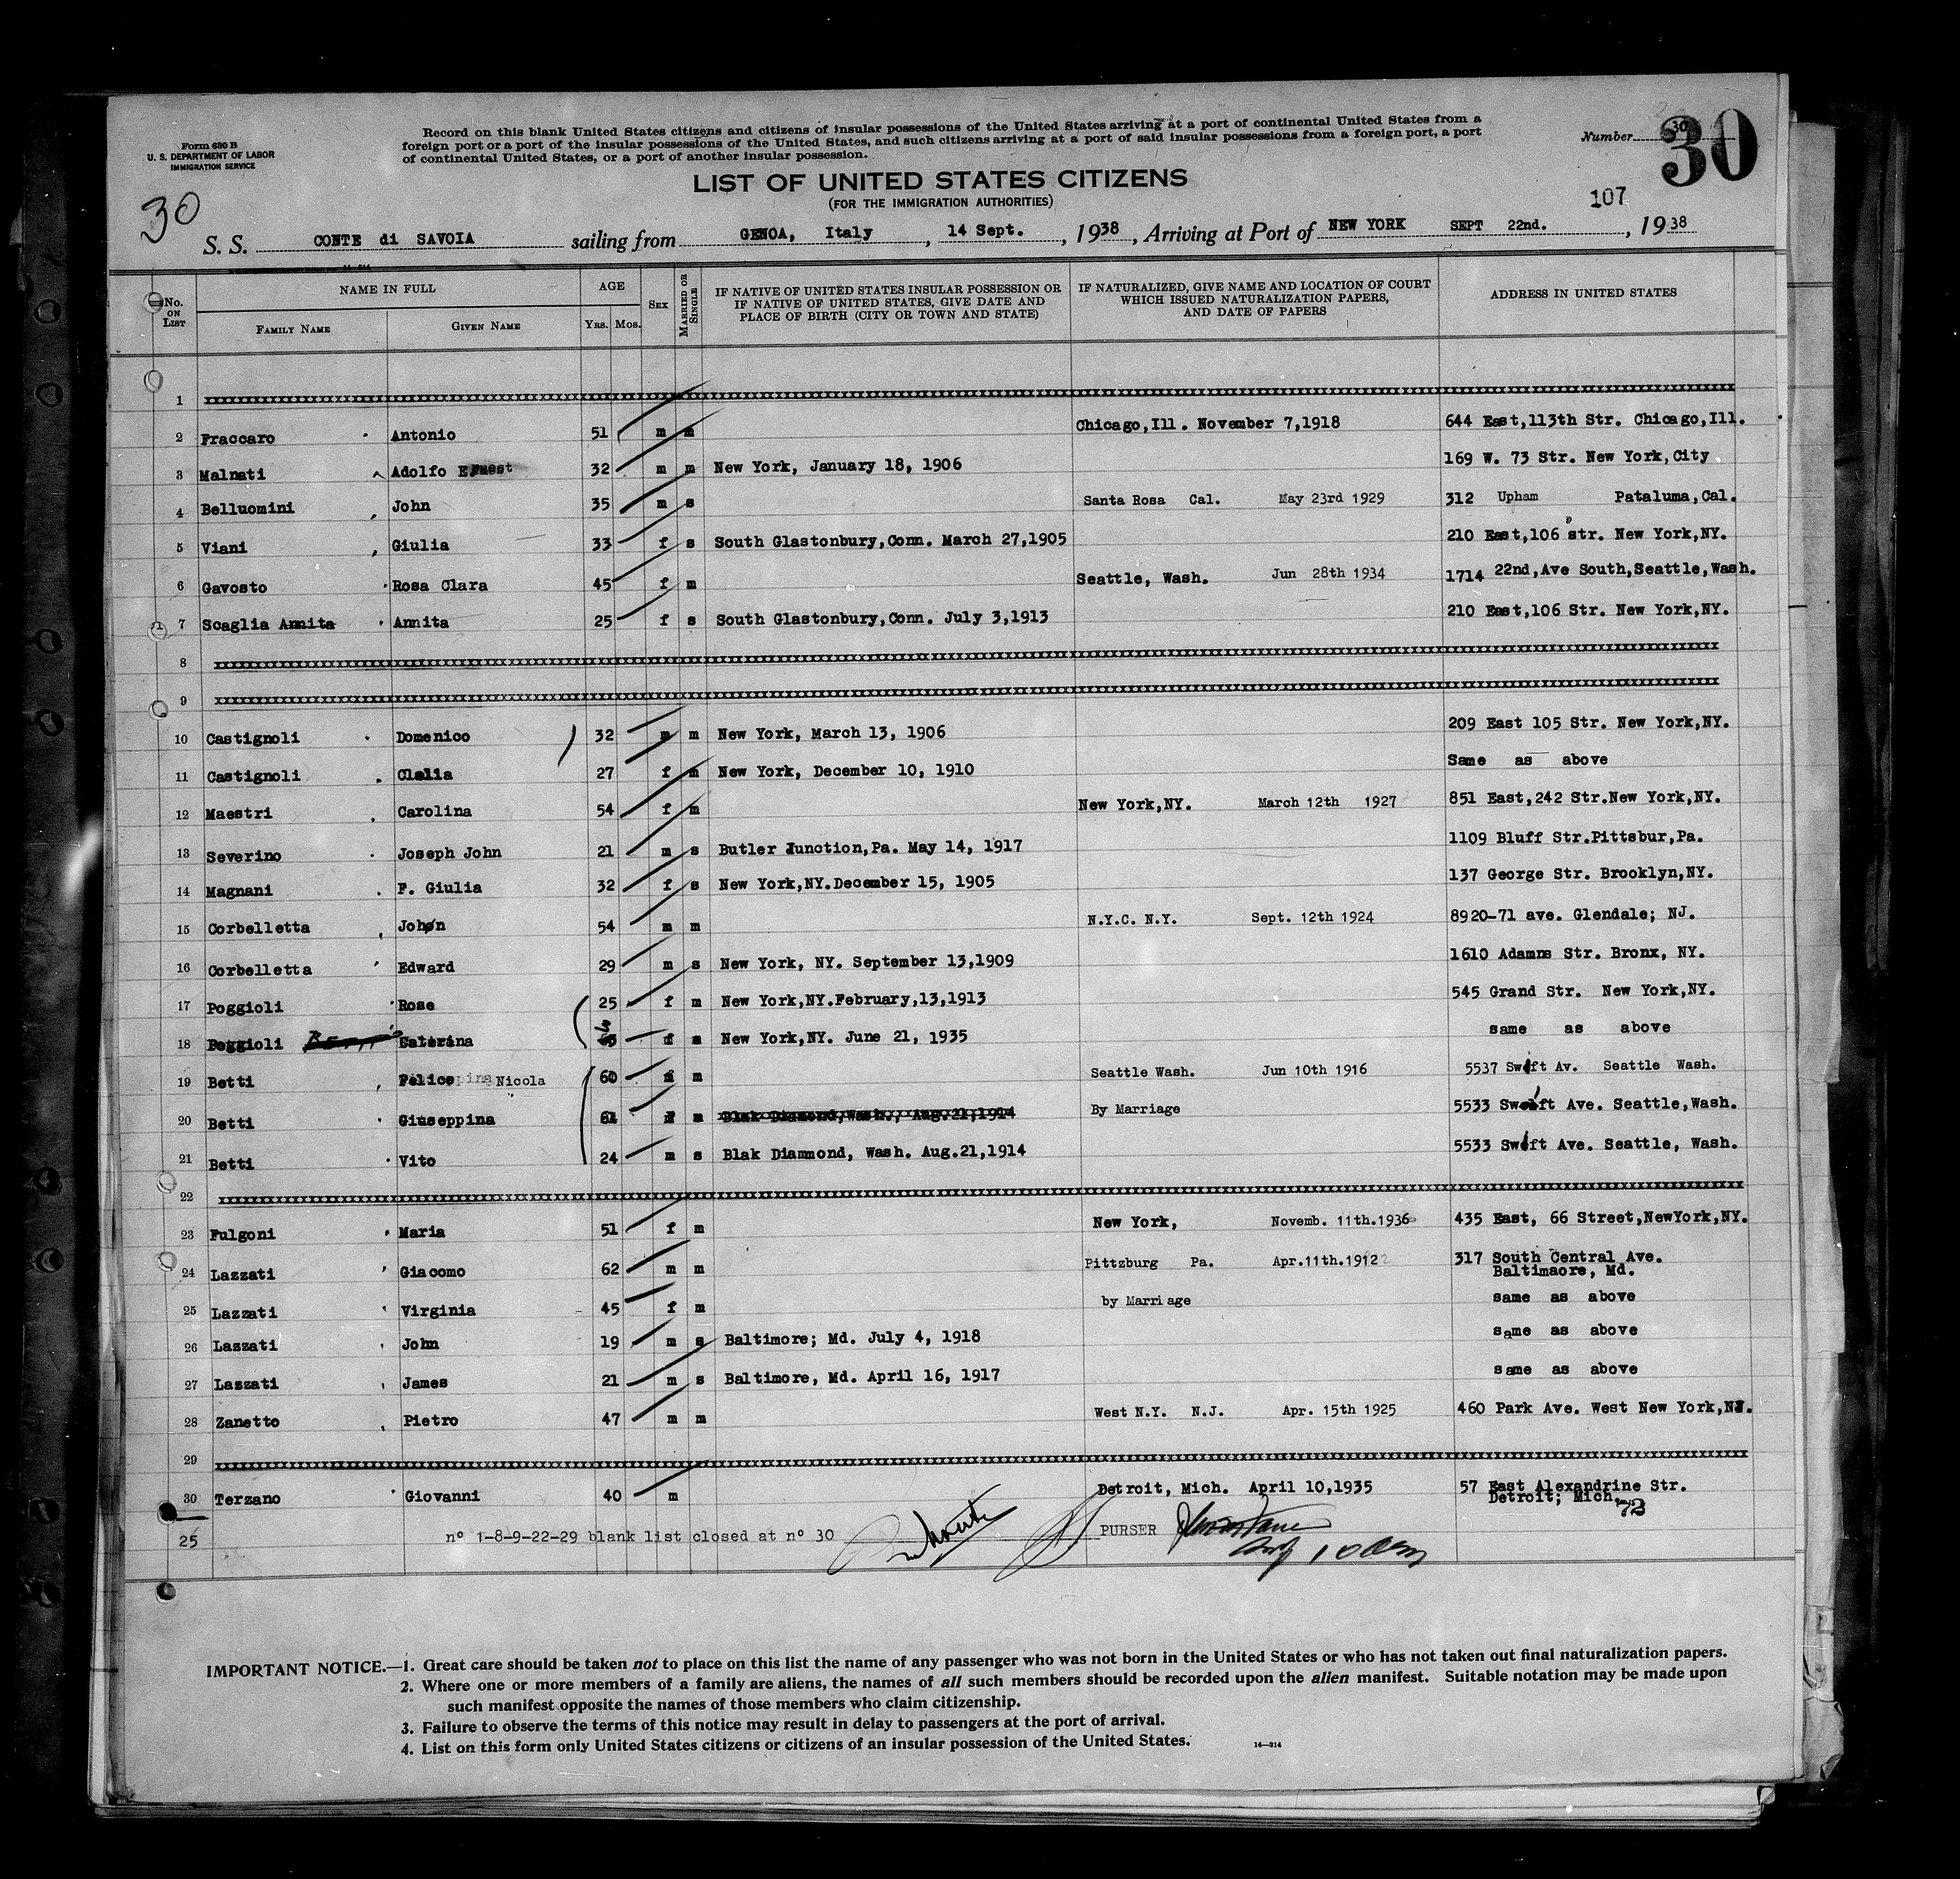 Form 630 B
U. S. DEPARTMENT OF LABOR
IMMIGRATION SERVICE
Record on this blank United States citizens and citizens of insular possessions of the United States arriving at a port of continental United States from a
foreign port or a port of the insular possessions of the United States, and such citizens arriving at a port of said insular possessions from a foreign port, a port
of continental United States, or a port of another insular possession.
Number 30
30
LIST OF UNITED STATES CITIZENS
(FOR THE IMMIGRATION AUTHORITIES)
107
30
S. S. CONTE di SAVOIA sailing from GENOA, Italy, 14 Sept., 1938, Arriving at Port of NEW YORK SEPT 22nd., 1938
No. ON LIST
NAME IN FULL
FAMILY NAME
GIVEN NAME
AGE
YRS. MOS.
SEX
MARRIED OR SINGLE
IF NATIVE OF UNITED STATES INSULAR POSSESSION OR
IF NATIVE OF UNITED STATES, GIVE DATE AND
PLACE OF BIRTH (CITY OR TOWN AND STATE)
IF NATURALIZED, GIVE NAME AND LOCATION OF COURT
WHICH ISSUED NATURALIZATION PAPERS,
AND DATE OF PAPERS
ADDRESS IN UNITED STATES
1
2 Fraccaro Antonio 51 m m Chicago,Ill. November 7,1918 644 East,113th Str. Chicago,Ill.
3 Malnati Adolfo Ernest 32 m m New York, January 18, 1906 169 W. 73 Str. New York,City
4 Belluomini John 35 m s Santa Rosa Cal. May 23rd 1929 312 Upham Pataluma,Cal.
5 Viani Giulia 33 f s South Glastonbury,Conn. March 27,1905 210 East,106 str. New York,NY.
6 Gavosto Rosa Clara 45 f m Seattle, Wash. Jun 28th 1934 1714 22nd,Ave South,Seattle,Wash.
7 Scaglia Annita Annita 25 f s South Glastonbury,Conn. July 3,1913 210 East,106 Str. New York,NY.
8
9
10 Castignoli Domenico 32 m m New York, March 13, 1906 209 East 105 Str. New York,NY.
11 Castignoli Clelia 27 f m New York, December 10, 1910 Same as above
12 Maestri Carolina 54 f m New York,NY. March 12th 1927 851 East,242 Str.New York,NY.
13 Severino Joseph John 21 m s Butler Junction,Pa. May 14, 1917 1109 Bluff Str.Pittsbur,Pa.
14 Magnani F. Giulia 32 f s New York,NY.December 15, 1905 137 George Str. Brooklyn,NY.
15 Corbelletta John 54 m m N.Y.C. N.Y. Sept. 12th 1924 8920-71 ave. Glendale; NJ.
16 Corbelletta Edward 29 m s New York, NY. September 13,1909 1610 Adamns Str. Bronx, NY.
17 Poggioli Rose 25 f m New York,NY.February,13,1913 545 Grand Str. New York,NY.
18 Poggioli Caterina 3 f s New York,NY. June 21, 1935 same as above
19 Betti Felice Nicola 60 m Seattle Wash. Jun 10th 1916 5537 Swift Av. Seattle Wash.
20 Betti Giuseppina 61 f m Blak Diamond,Wash., Aug.21,1914 By Marriage 5533 Swift Ave. Seattle,Wash.
21 Betti Vito 24 m s Blak Diammond, Wash. Aug.21,1914 5533 Swift Ave. Seattle, Wash.
22
23 Fulgoni Maria 51 f m New York, Novemb. 11th.1936 435 East, 66 Street,NewYork,NY.
24 Lazzati Giacomo 62 m m Pittzburg Pa. Apr.11th.1912 317 South Central Ave.
Baltimaore, Md.
25 Lazzati Virginia 45 f m by Marriage same as above
26 Lazzati John 19 m s Baltimore; Md. July 4, 1918 same as above
27 Lazzati James 21 m s Baltimore, Md. April 16, 1917 same as above
28 Zanetto Pietro 47 m m West N.Y. N.J. Apr. 15th 1925 460 Park Ave. West New York,NJ.
29
30 Terzano Giovanni 40 m Detroit, Mich. April 10,1935 57 East Alexandrine Str.
Detroit; Mich.
73
25
n° 1-8-9-22-29 blank list closed at n° 30
PURSER
IMPORTANT NOTICE.—1. Great care should be taken not to place on this list the name of any passenger who was not born in the United States or who has not taken out final naturalization papers.
2. Where one or more members of a family are aliens, the names of all such members should be recorded upon the alien manifest. Suitable notation may be made upon
such manifest opposite the names of those members who claim citizenship.
3. Failure to observe the terms of this notice may result in delay to passengers at the port of arrival.
4. List on this form only United States citizens or citizens of an insular possession of the United States.
14—314